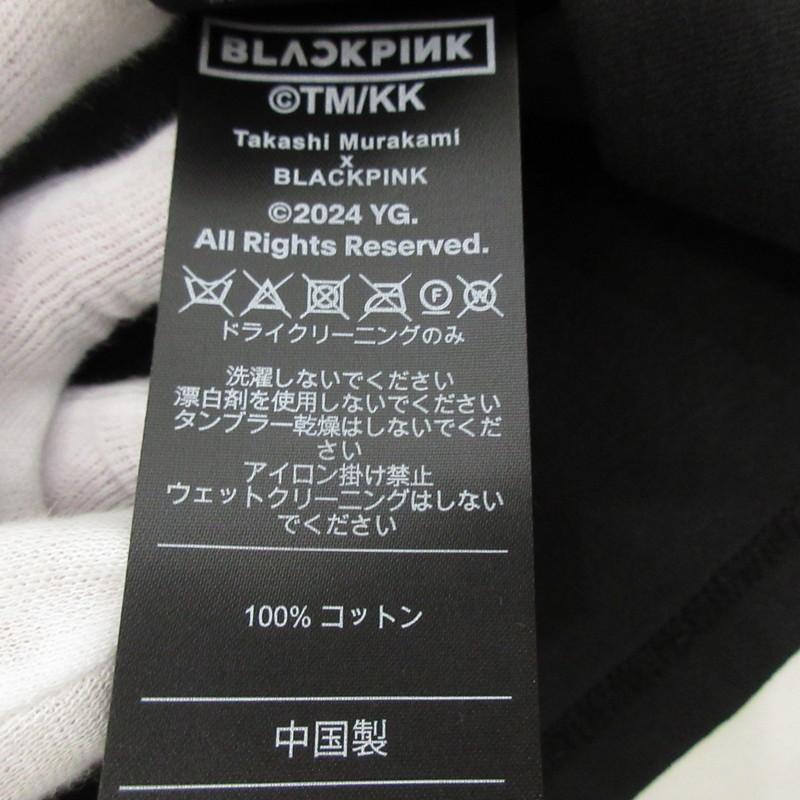 BLACKPINK
©TM/KK
Takashi Murakami
x
BLACKPINK
©2024 YG.
All Rights Reserved.
F W
ドライクリーニングのみ
洗濯しないでください
漂白剤を使用しないでください
タンブラー乾燥はしないでくだ
さい
アイロン掛け禁止
ウェットクリーニングはしない
でください
100% コットン
中国製